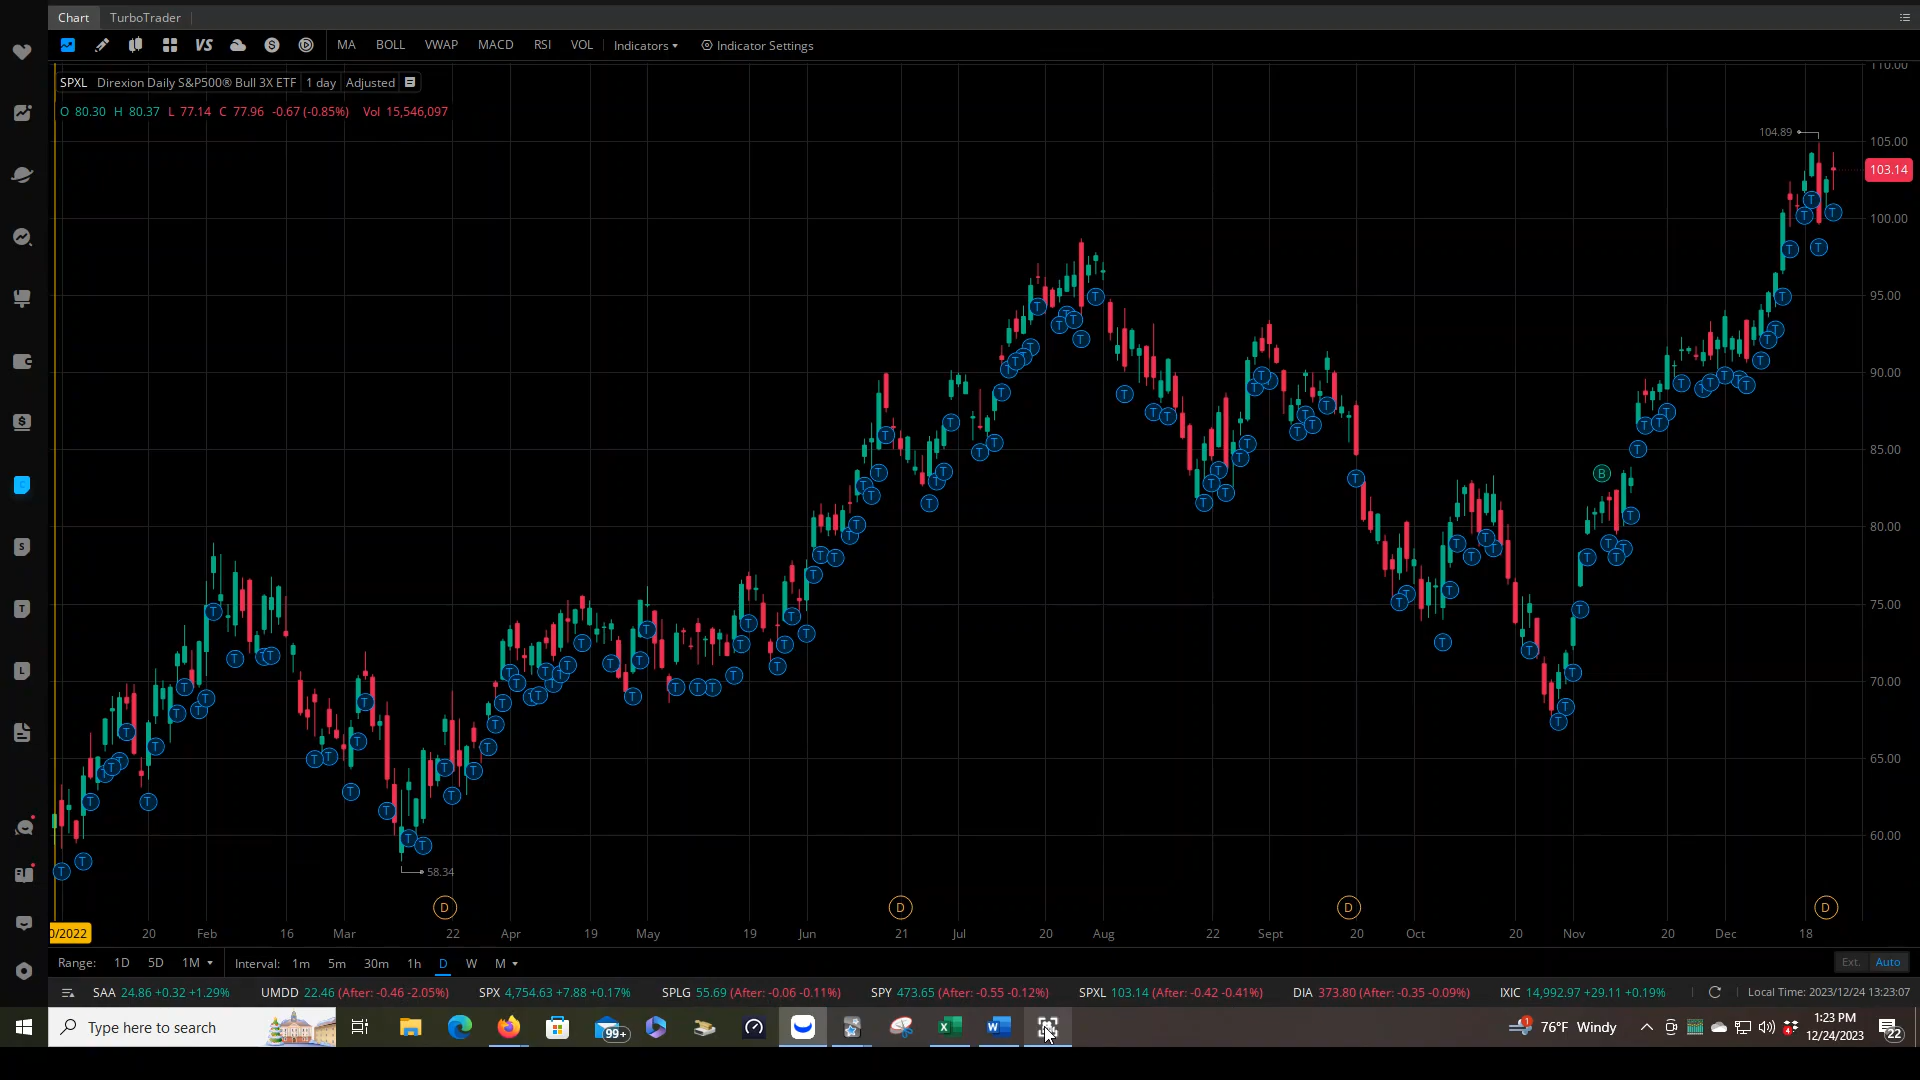 Chart TurboTrader
VS S MA BOLL VWAP MACD RSI VOL Indicators Indicator Settings
SPXL Direxion Daily S&P500® Bull 3X ETF 1 day Adjusted
O 80.30 H 80.37 L 77.14 C 77.96 -0.67 (-0.85%) Vol 15,546,097
110.00
104.89
105.00
103.14
100.00
95.00
90.00
85.00
B
80.00
75.00
70.00
65.00
60.00
58.34
D D D D
0/2022 20 Feb 16 Mar 22 Apr 19 May 19 Jun 21 Jul 20 Aug 22 Sept 20 Oct 20 Nov 20 Dec 18
Range: 1D 5D 1M Interval: 1m 5m 30m 1h D W M Ext. Auto
SAA 24.86 +0.32 +1.29% UMDD 22.46 (After: -0.46 -2.05%) SPX 4,754.63 +7.88 +0.17% SPLG 55.69 (After: -0.06 -0.11%) SPY 473.65 (After: -0.55 -0.12%) SPXL 103.14 (After: -0.42 -0.41%) DIA 373.80 (After: -0.35 -0.09%) IXIC 14,992.97 +29.11 +0.19% Local Time: 2023/12/24 13:23:07
Type here to search 99+ 76°F Windy 1:23 PM
12/24/2023 22